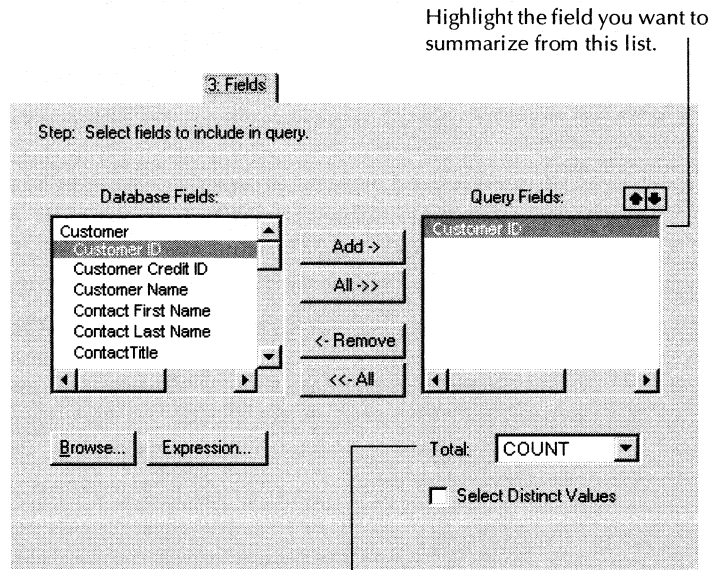 Highlight the field you want to
summarize from this list.
3: Fields
Step: Select fields to include in query.
Database Fields:
Query Fields:
Customer
Customer ID
Customer Credit ID
Customer Name
Contact First Name
Contact Last Name
ContactTitle
Add ->
All ->>
<- Remove
<<- All
Customer ID
Browse...
Expression...
Total:
COUNT
Select Distinct Values